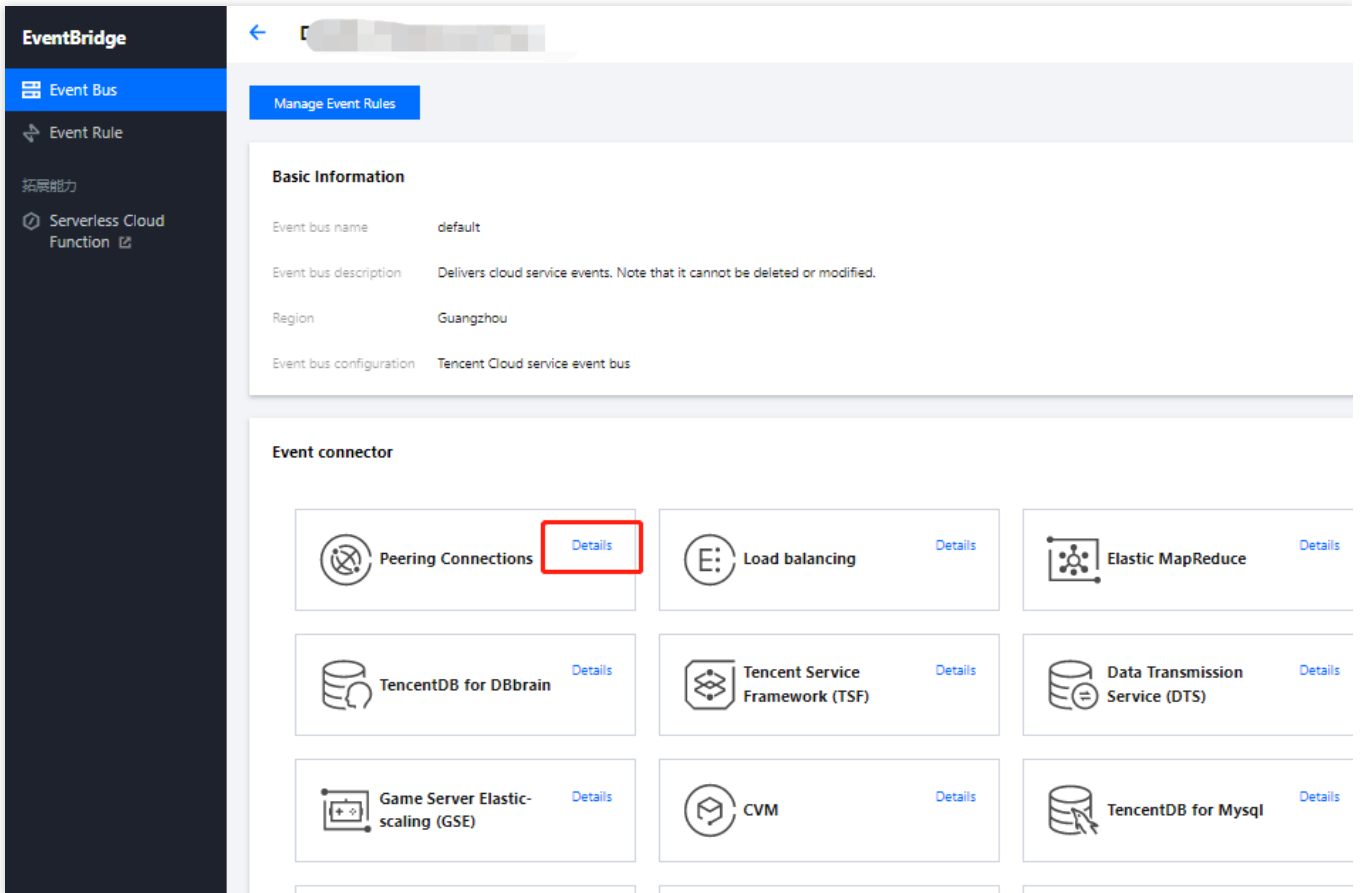 EventBridge
Event Bus
Event Rule
拓展能力
Serverless Cloud
Function
Manage Event Rules
Basic Information
Event bus name default
Event bus description Delivers cloud service events. Note that it cannot be deleted or modified.
Region Guangzhou
Event bus configuration Tencent Cloud service event bus
Event connector
Peering Connections Details
Load balancing Details
Elastic MapReduce Details
TencentDB for DBbrain Details
Tencent Service Details
Framework (TSF)
Data Transmission Details
Service (DTS)
Game Server Elastic- Details
scaling (GSE)
CVM Details
TencentDB for Mysql Details